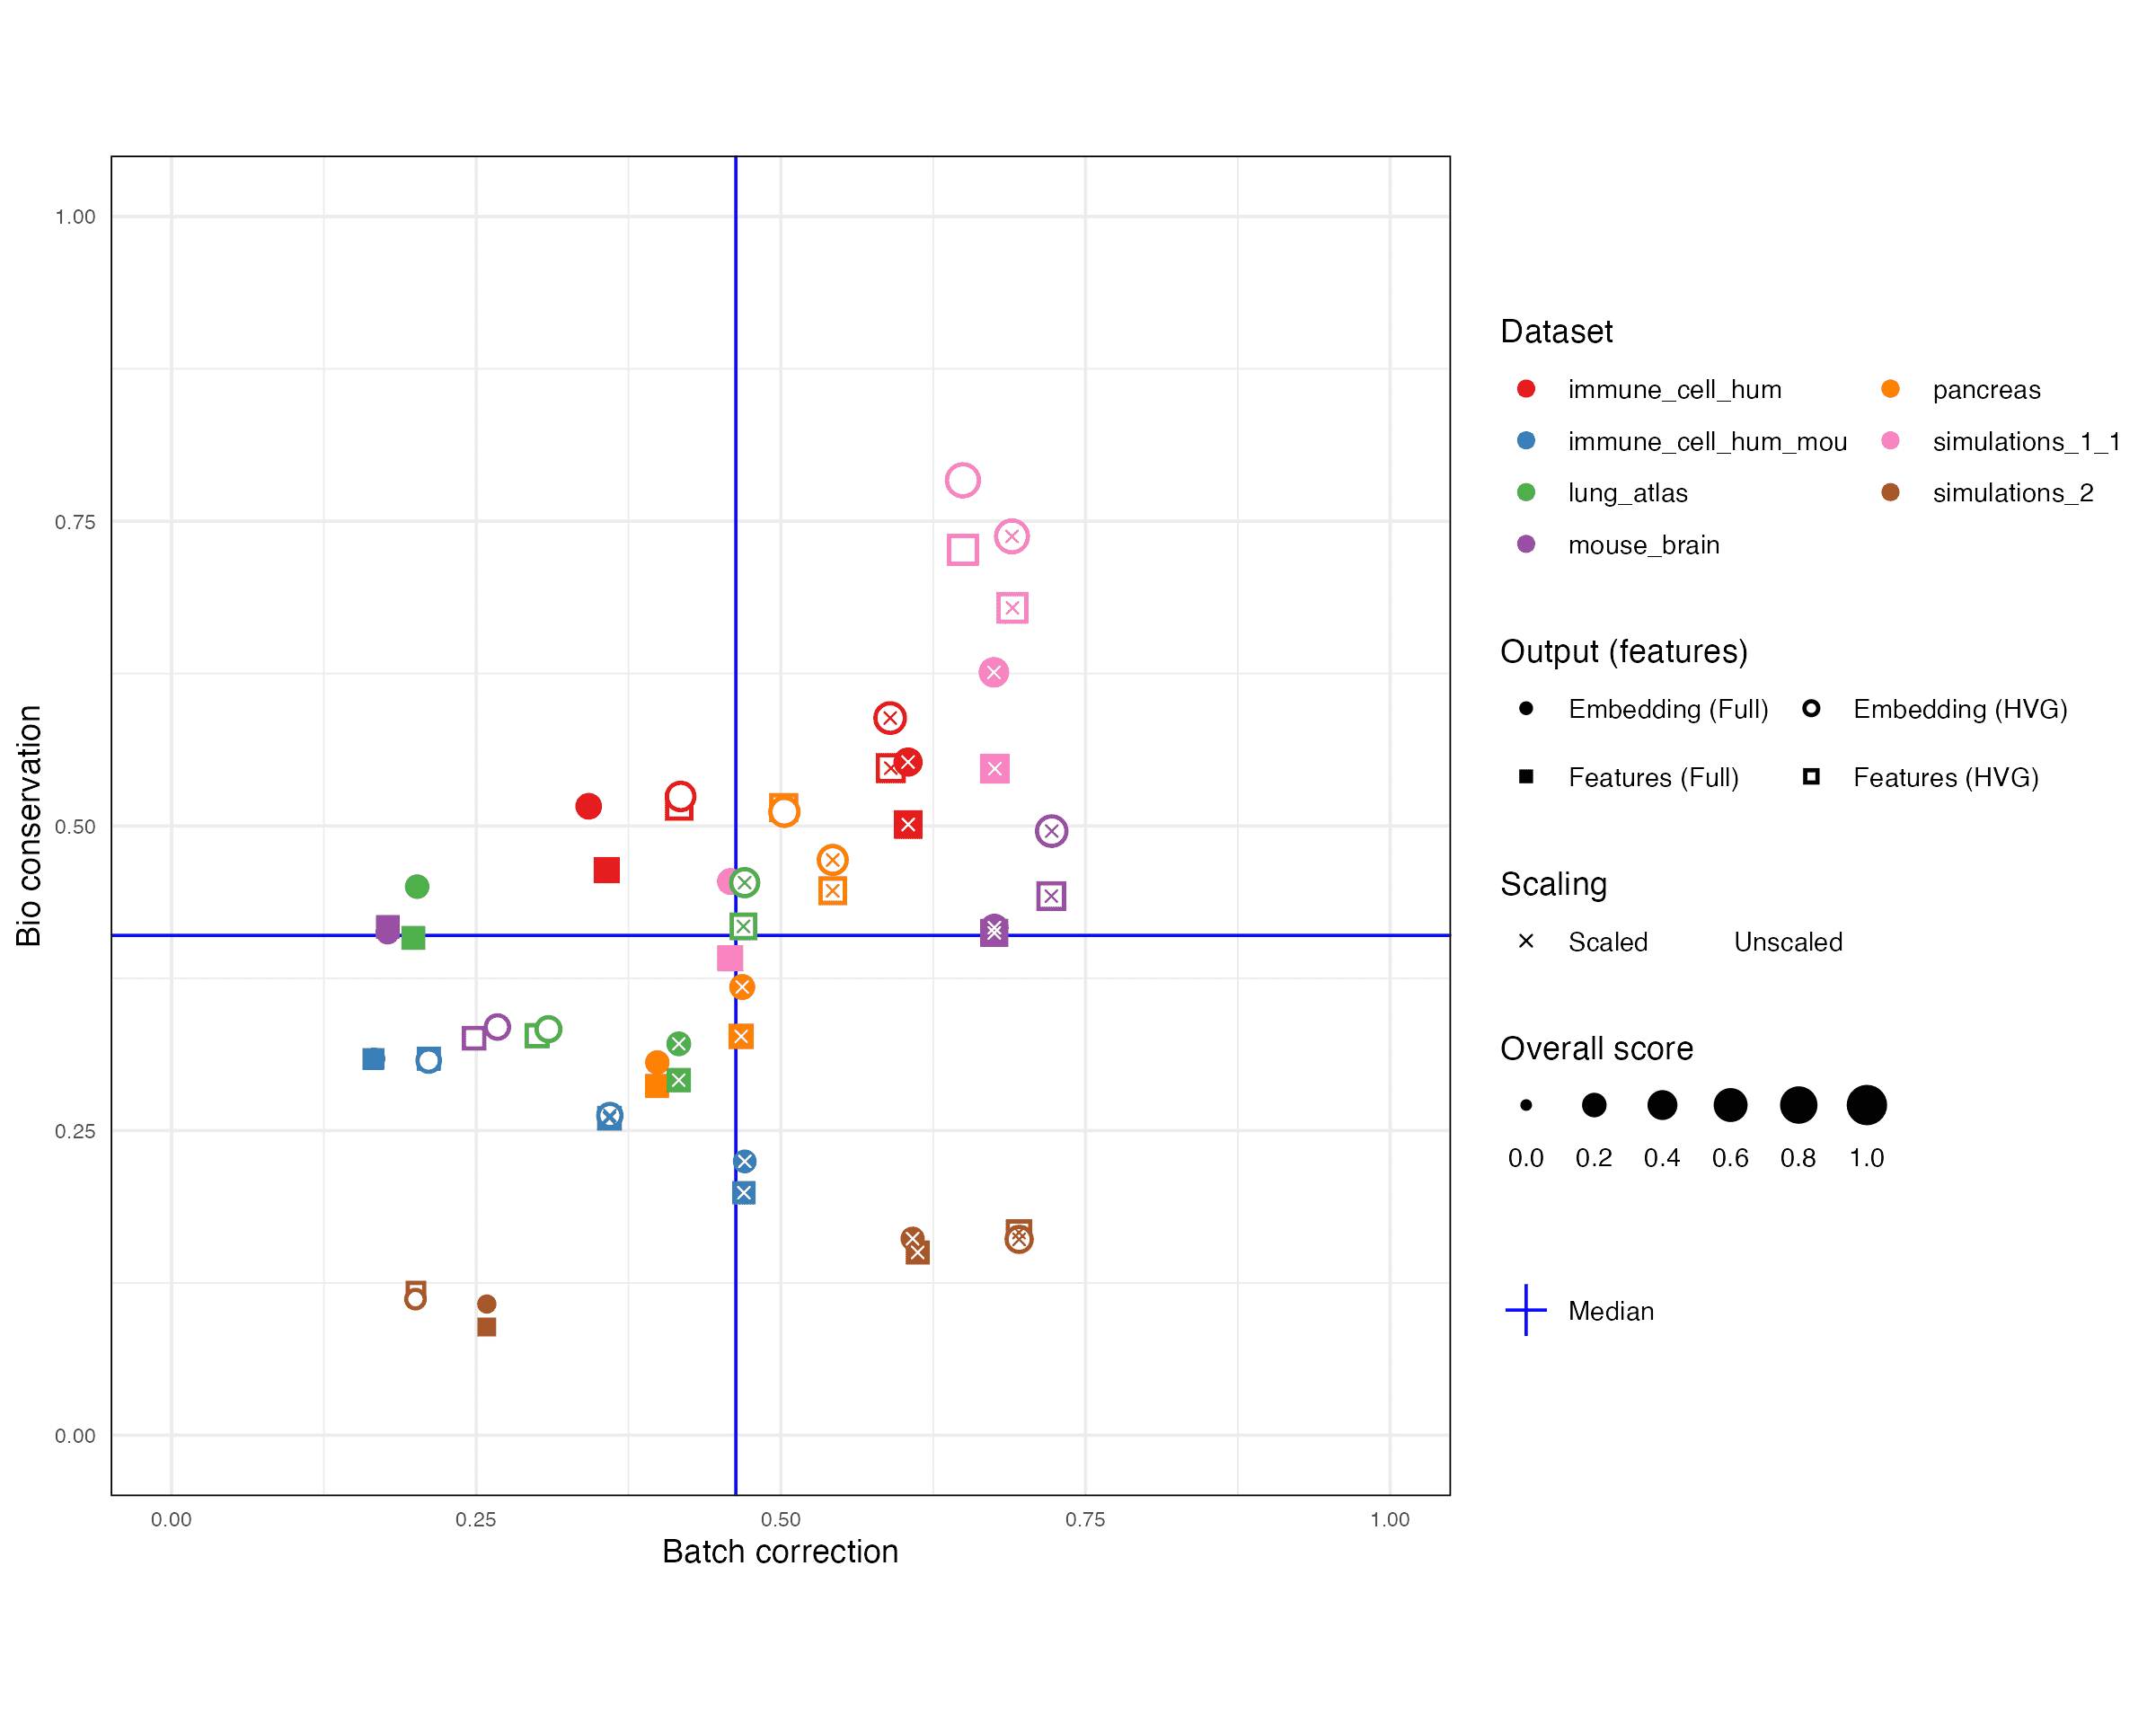 1.00
0.75
0.50
0.25
0.00
Bio conservation
0.00 0.25 0.50 0.75 1.00
Batch correction
Dataset
immune_cell_hum pancreas
immune_cell_hum_mou simulations_1_1
lung_atlas simulations_2
mouse_brain
Output (features)
Embedding (Full) Embedding (HVG)
Features (Full) Features (HVG)
Scaling
Scaled Unscaled
Overall score
0.0 0.2 0.4 0.6 0.8 1.0
Median